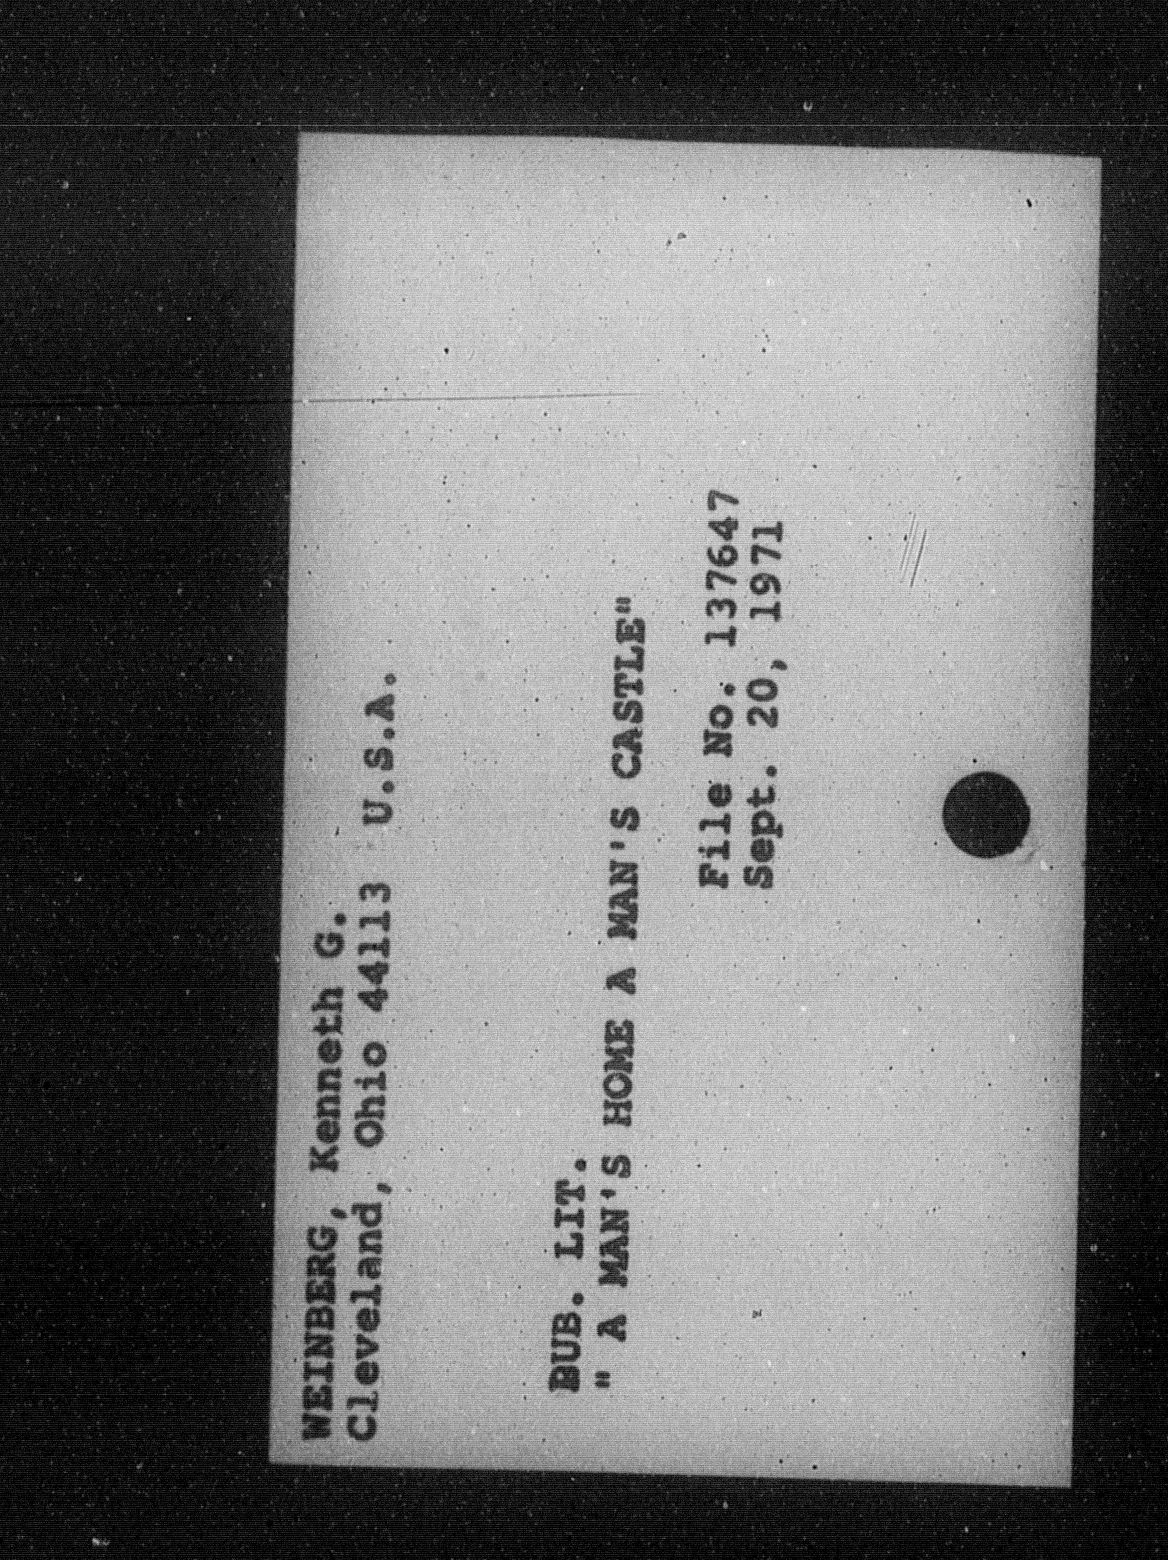 WEINBERG, Kenneth G.
Cleveland, Ohio 44113 U.S.A.
BUB. LIT.
" A MAN'S HOME A MAN'S CASTLE"
File No. 137647
Sept. 20, 1971